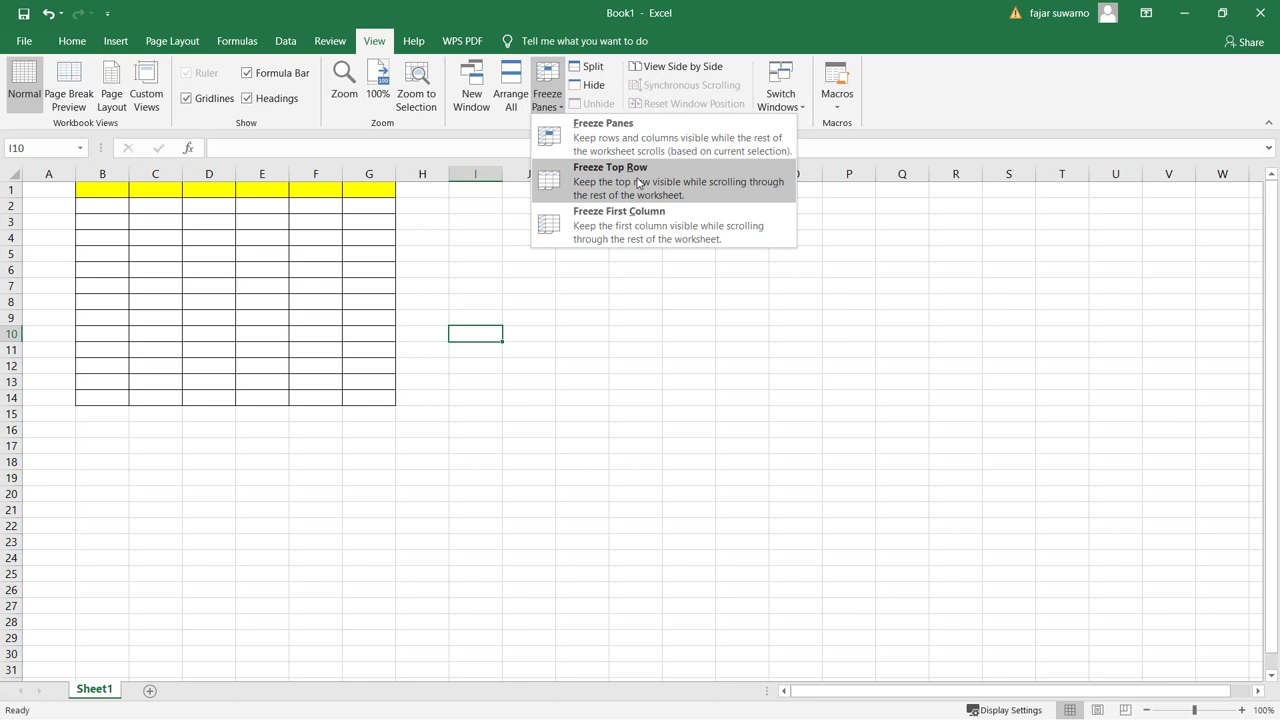 Book1 - Excel
fajar suwarno
File Home Insert Page Layout Formulas Data Review View Help WPS PDF Tell me what you want to do Share
Normal
Page Break Preview
Page Layout
Custom Views
Workbook Views
Ruler
Formula Bar
Gridlines
Headings
Show
Zoom
100%
Zoom to Selection
Zoom
New Window
Arrange All
Freeze Panes
Split
Hide
Unhide
View Side by Side
Synchronous Scrolling
Reset Window Position
Switch Windows
Macros
Macros
Freeze Panes
Keep rows and columns visible while the rest of
the worksheet scrolls (based on current selection).
Freeze Top Row
Keep the top row visible while scrolling through
the rest of the worksheet.
Freeze First Column
Keep the first column visible while scrolling
through the rest of the worksheet.
I10
fx
A B C D E F G H I J O P Q R S T U V W
1
2
3
4
5
6
7
8
9
10
11
12
13
14
15
16
17
18
19
20
21
22
23
24
25
26
27
28
29
30
31
Sheet1
Ready
Display Settings
100%